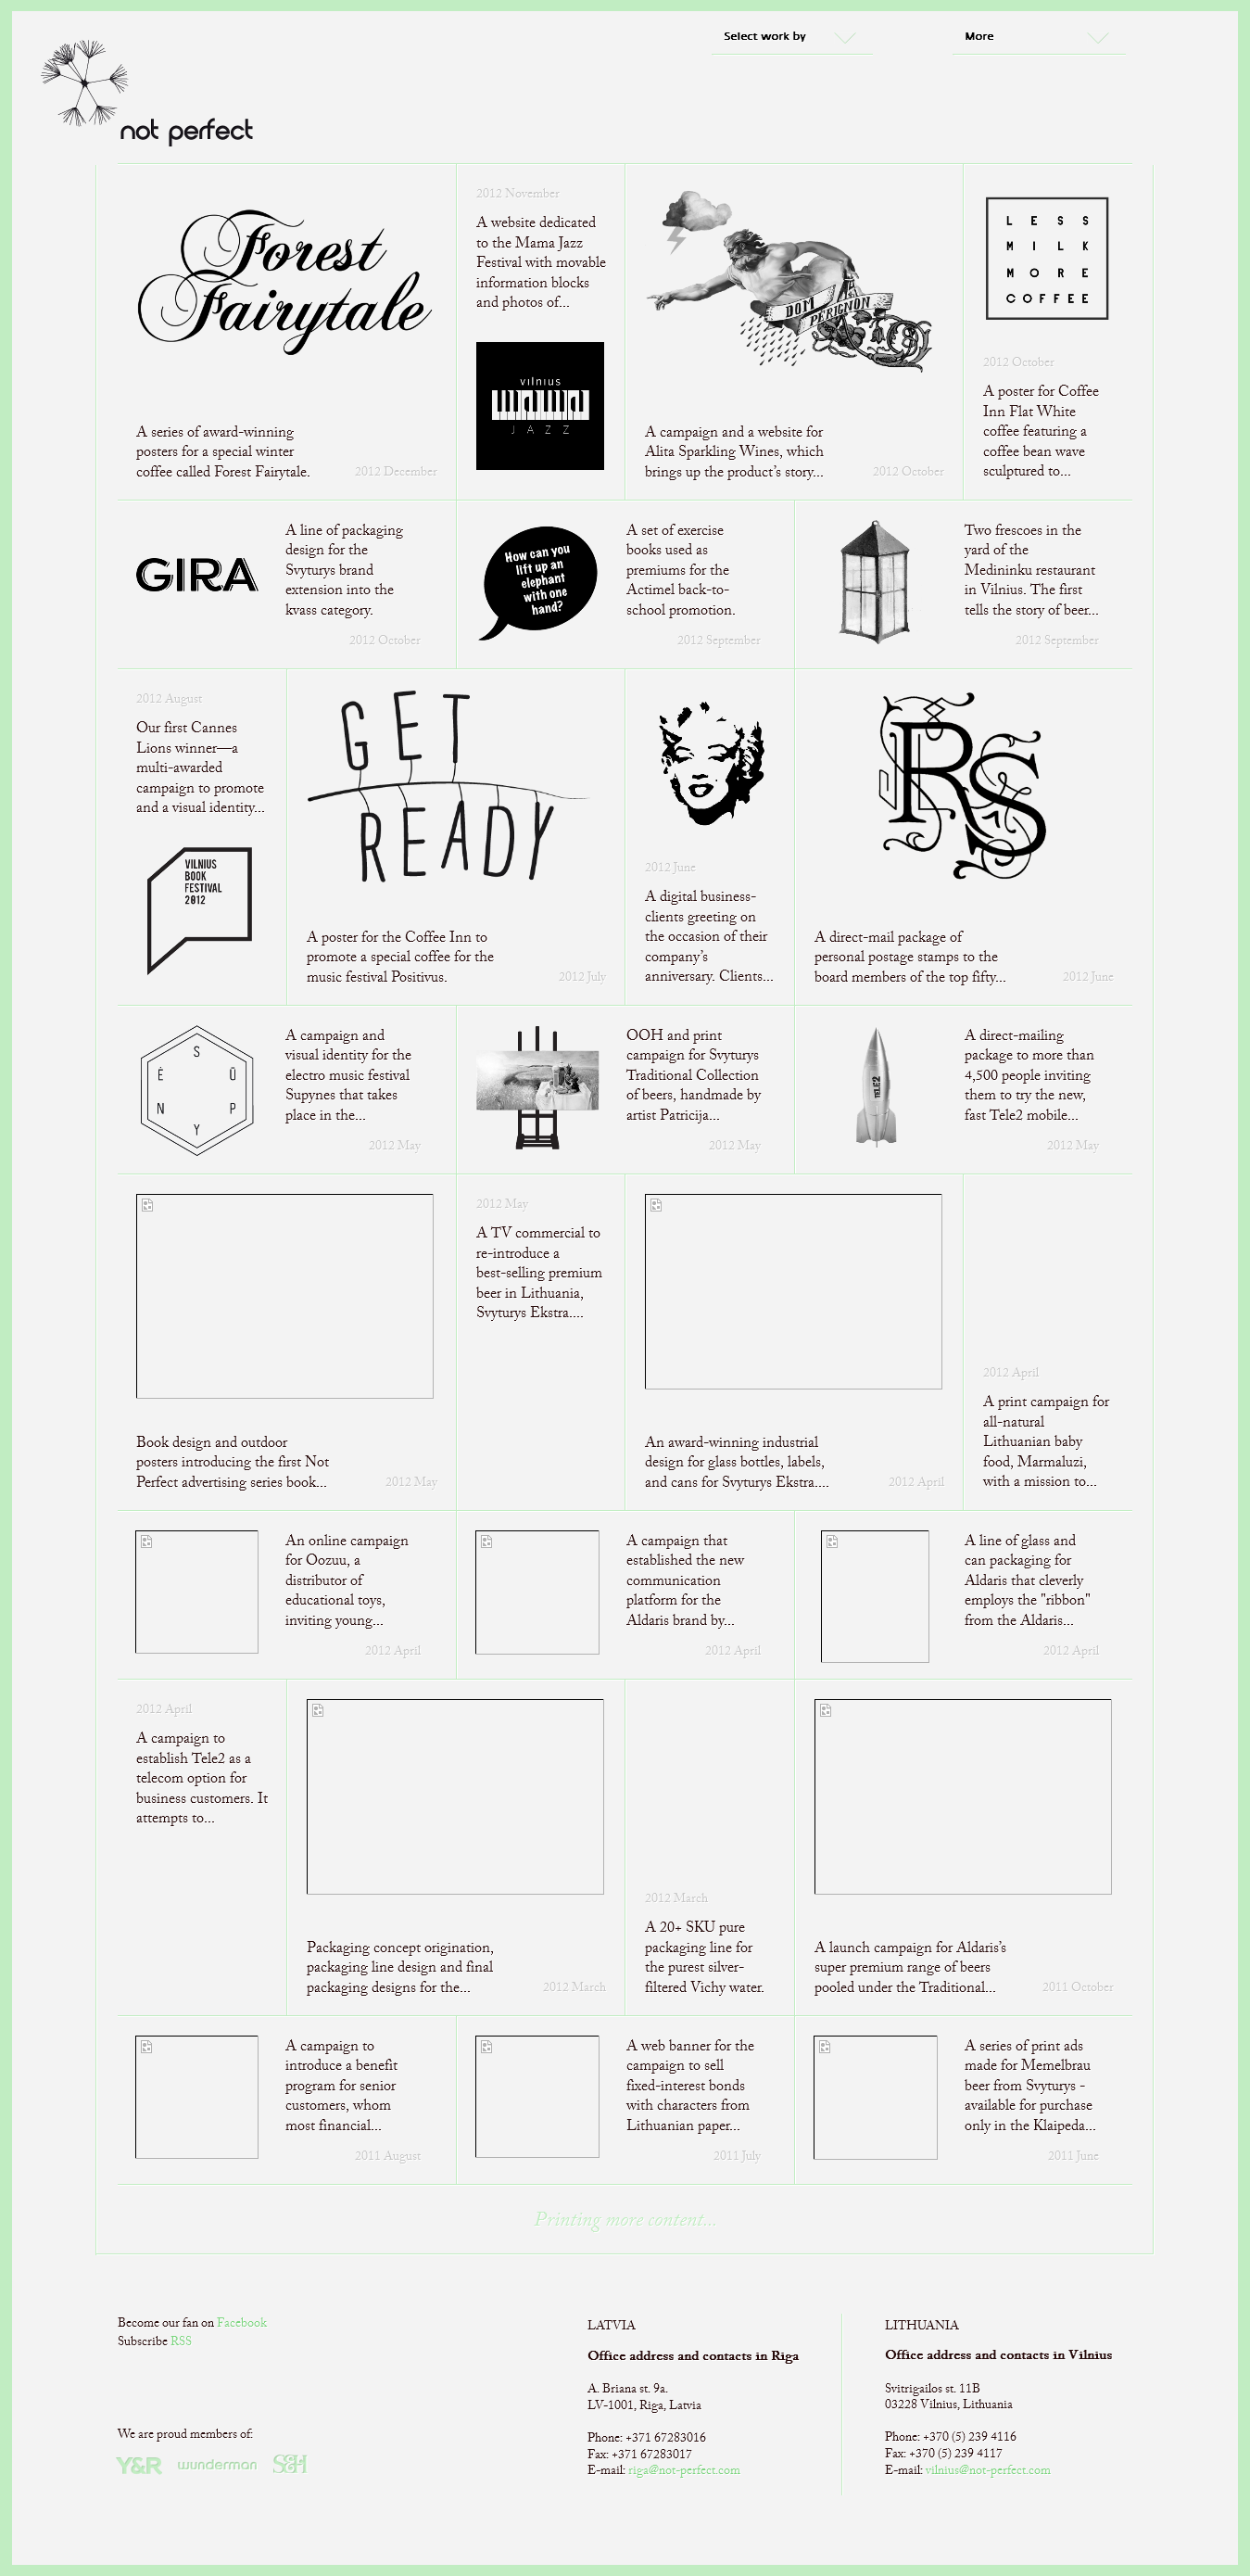 Select work by
More
not perfect
Forest
Fairytale
A series of award-winning
posters for a special winter
coffee called Forest Fairytale.
2012 December
2012 November
A website dedicated
to the Mama Jazz
Festival with movable
information blocks
and photos of...
vilnius
mama
JAZZ
DOM
PÉRIGNON
A campaign and a website for
Alita Sparkling Wines, which
brings up the product's story...
2012 October
LESS
MILK
MORE
COFFEE
2012 October
A poster for Coffee
Inn Flat White
coffee featuring a
coffee bean wave
sculptured to...
GIRA
A line of packaging
design for the
Svyturys brand
extension into the
kvass category.
2012 October
How can you
lift up an
elephant
with one
hand?
A set of exercise
books used as
premiums for the
Actimel back-to-
school promotion.
2012 September
Two frescoes in the
yard of the
Medininku restaurant
in Vilnius. The first
tells the story of beer...
2012 September
2012 August
Our first Cannes
Lions winner—a
multi-awarded
campaign to promote
and a visual identity...
VILNIUS
BOOK
FESTIVAL
2012
GET
READY
A poster for the Coffee Inn to
promote a special coffee for the
music festival Positivus.
2012 July
2012 June
A digital business-
clients greeting on
the occasion of their
company's
anniversary. Clients...
RS
A direct-mail package of
personal postage stamps to the
board members of the top fifty...
2012 June
S
Ė Ū
N P
Y
A campaign and
visual identity for the
electro music festival
Supynes that takes
place in the...
2012 May
OOH and print
campaign for Svyturys
Traditional Collection
of beers, handmade by
artist Patricija...
2012 May
TELE2
A direct-mailing
package to more than
4,500 people inviting
them to try the new,
fast Tele2 mobile...
2012 May
Book design and outdoor
posters introducing the first Not
Perfect advertising series book...
2012 May
2012 May
A TV commercial to
re-introduce a
best-selling premium
beer in Lithuania,
Svyturys Ekstra....
An award-winning industrial
design for glass bottles, labels,
and cans for Svyturys Ekstra....
2012 April
2012 April
A print campaign for
all-natural
Lithuanian baby
food, Marmaluzi,
with a mission to...
An online campaign
for Oozuu, a
distributor of
educational toys,
inviting young...
2012 April
A campaign that
established the new
communication
platform for the
Aldaris brand by...
2012 April
A line of glass and
can packaging for
Aldaris that cleverly
employs the "ribbon"
from the Aldaris...
2012 April
2012 April
A campaign to
establish Tele2 as a
telecom option for
business customers. It
attempts to...
Packaging concept origination,
packaging line design and final
packaging designs for the...
2012 March
2012 March
A 20+ SKU pure
packaging line for
the purest silver-
filtered Vichy water.
A launch campaign for Aldaris's
super premium range of beers
pooled under the Traditional...
2011 October
A campaign to
introduce a benefit
program for senior
customers, whom
most financial...
2011 August
A web banner for the
campaign to sell
fixed-interest bonds
with characters from
Lithuanian paper...
2011 July
A series of print ads
made for Memelbrau
beer from Svyturys -
available for purchase
only in the Klaipeda...
2011 June
Printing more content...
Become our fan on Facebook
Subscribe RSS
We are proud members of:
Y&R wunderman S&H
LATVIA
Office address and contacts in Riga
A. Briana st. 9a.
LV-1001, Riga, Latvia
Phone: +371 67283016
Fax: +371 67283017
E-mail: riga@not-perfect.com
LITHUANIA
Office address and contacts in Vilnius
Svitrigailos st. 11B
03228 Vilnius, Lithuania
Phone: +370 (5) 239 4116
Fax: +370 (5) 239 4117
E-mail: vilnius@not-perfect.com